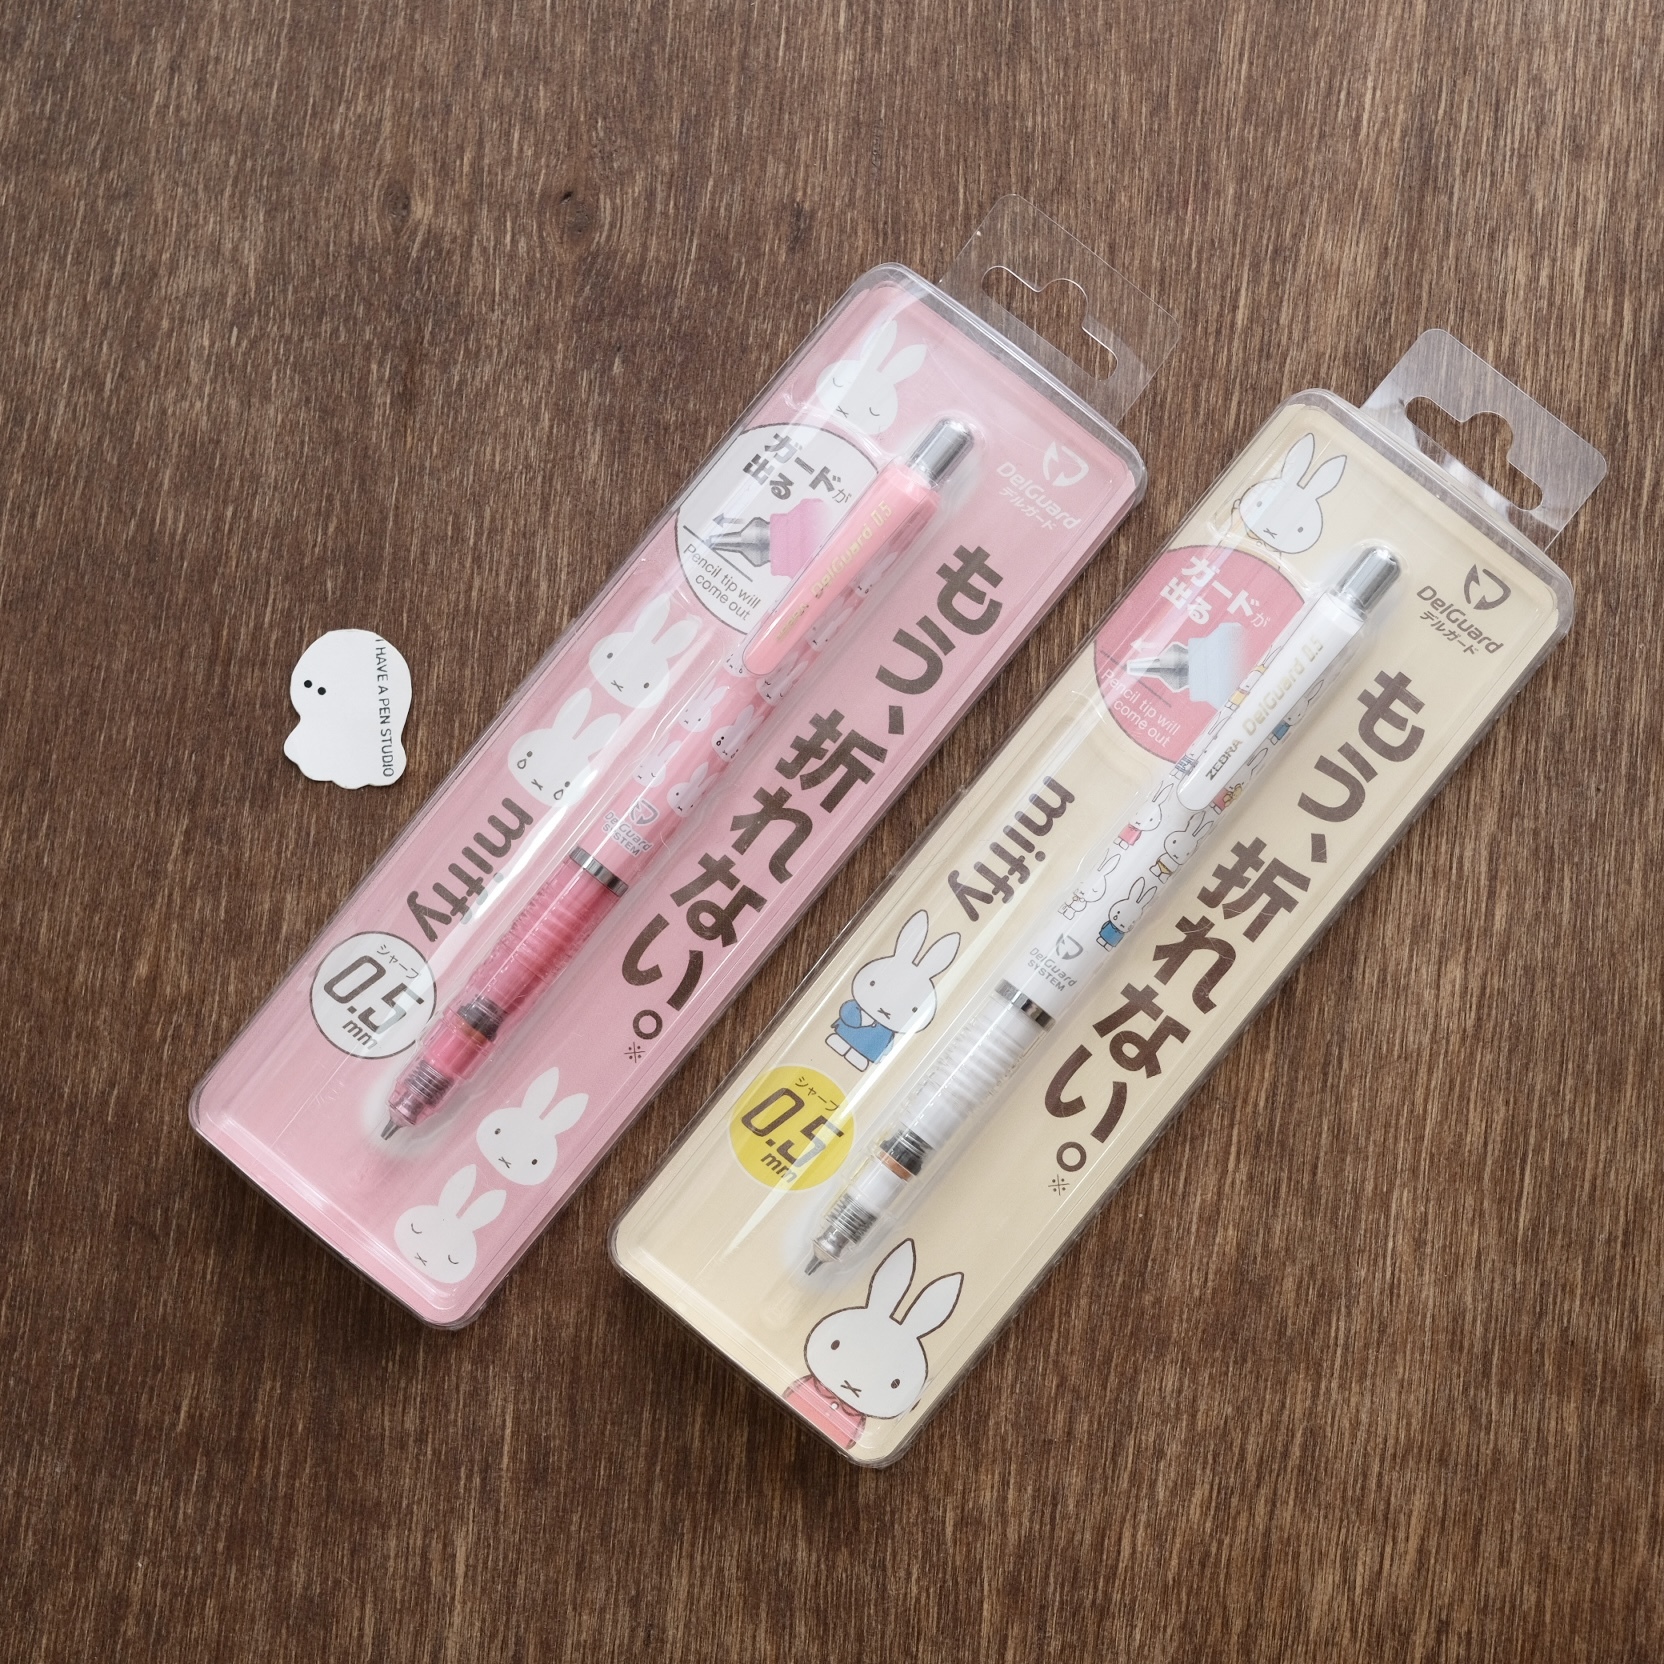 I HAVE A PEN STUDIO
DelGuard
デルガード
もう、折れない。※
ガードが
出る
Pencil tip will
come out
DelGuard 0.5
DelGuard
SYSTEM
miffy
シャープ
0.5
mm
DelGuard
デルガード
もう、折れない。※
ガードが
出る
Pencil tip will
come out
ZEBRA DelGuard 0.5
DelGuard
SYSTEM
miffy
シャープ
0.5
mm